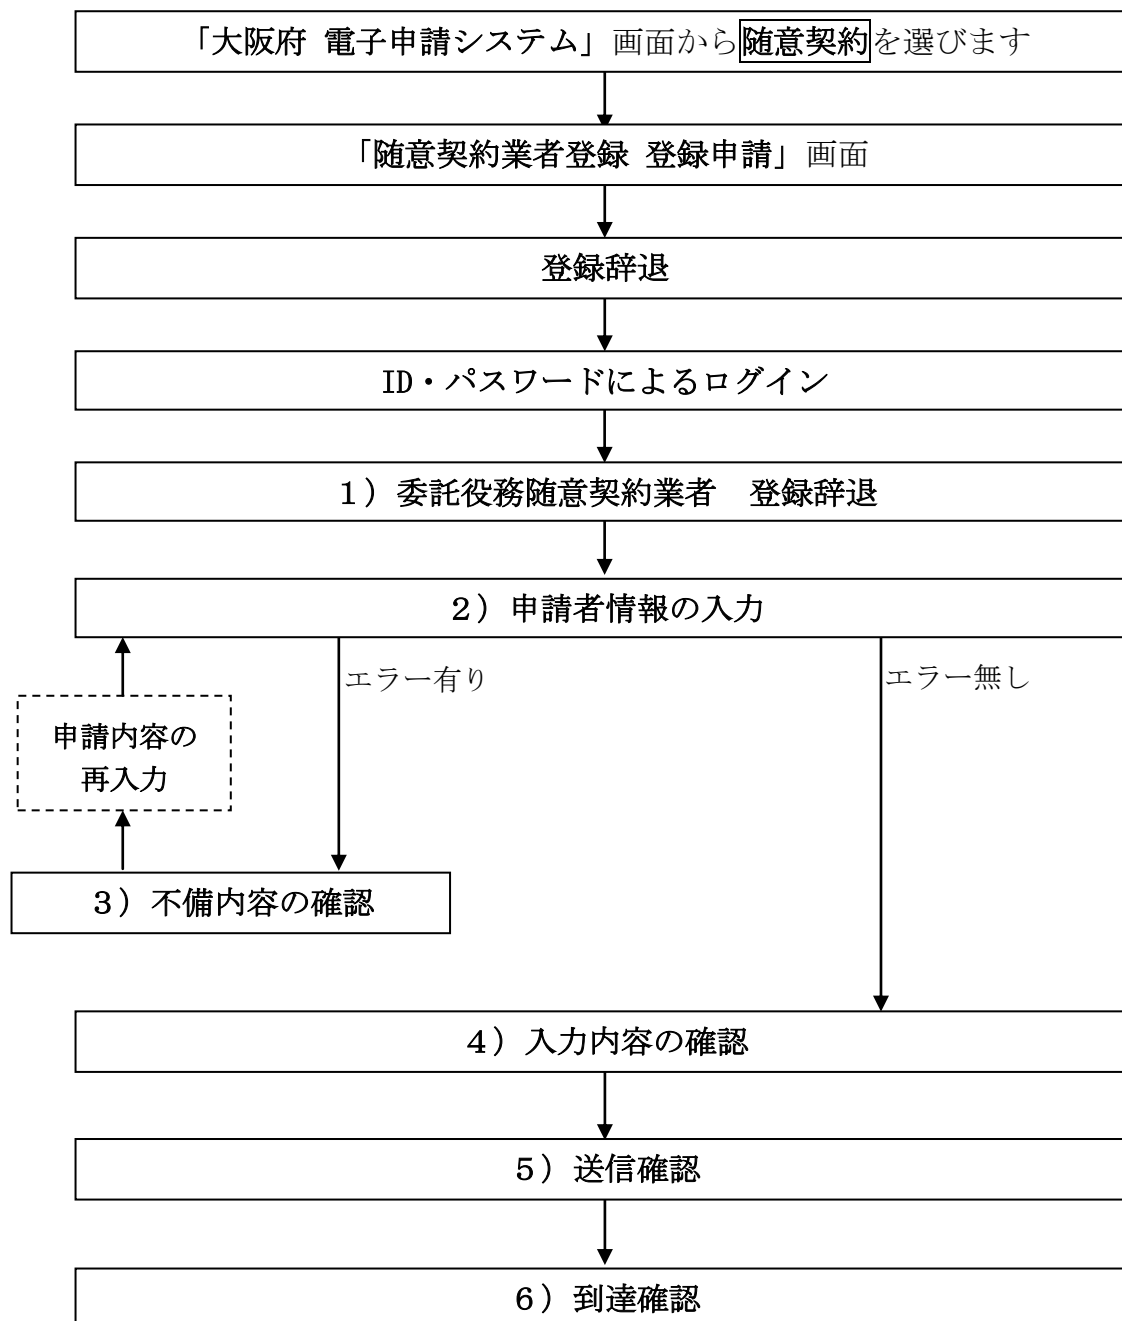 「大阪府 電子申請システム」画面から随意契約を選びます
「随意契約業者登録 登録申請」画面
登録辞退
ID・パスワードによるログイン
１）委託役務随意契約業者　登録辞退
２）申請者情報の入力
エラー有り
エラー無し
申請内容の
再入力
３）不備内容の確認
４）入力内容の確認
５）送信確認
６）到達確認